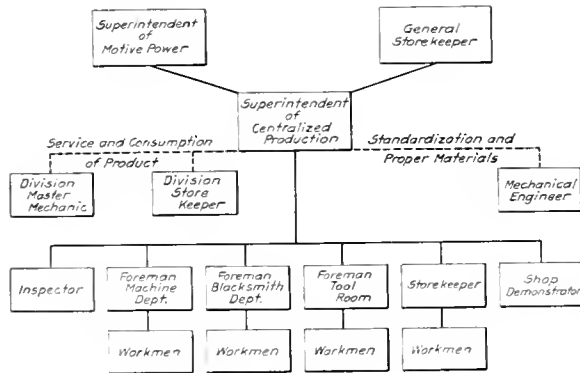 Superintendent
of
Motive Power
General
Storekeeper
Superintendent
of
Centralized
Production
Service and Consumption
of Product
Standardization and
Proper Materials
Division
Master
Mechanic
Division
Store
Keeper
Mechanical
Engineer
Inspector
Foreman
Machine
Dept.
Foreman
Blacksmith
Dept.
Foreman
Tool
Room
Storekeeper
Shop
Demonstrator
Workmen
Workmen
Workmen
Workmen